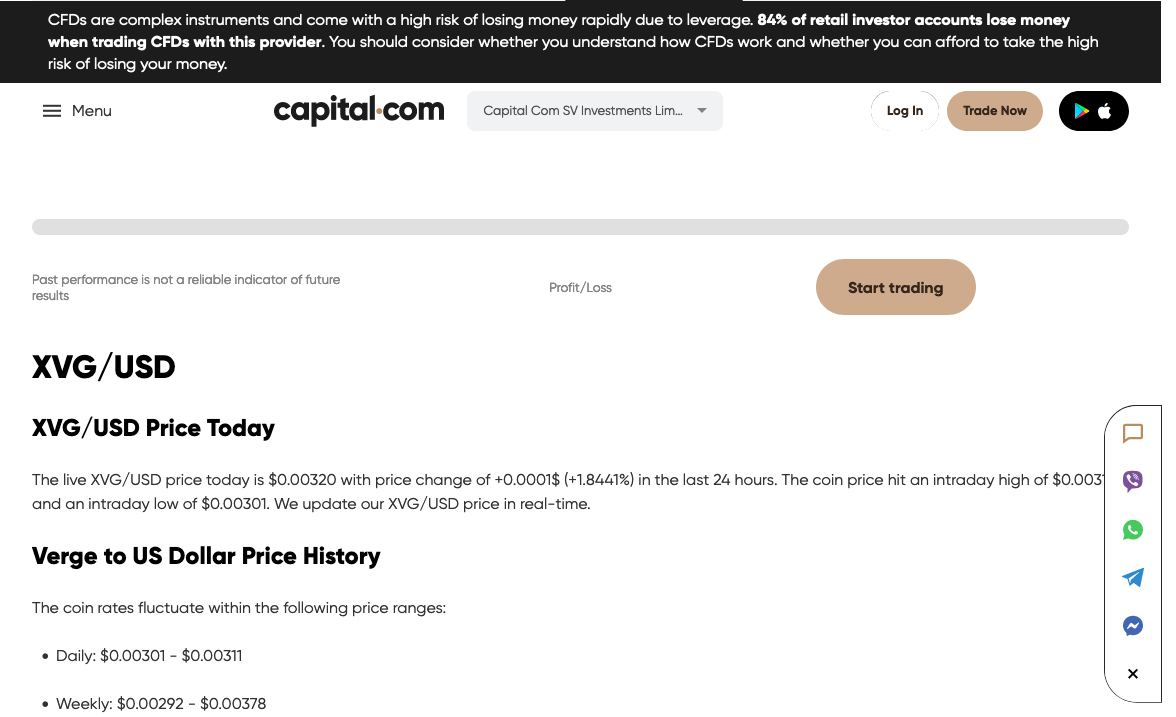 CFDs are complex instruments and come with a high risk of losing money rapidly due to leverage. 84% of retail investor accounts lose money
when trading CFDs with this provider. You should consider whether you understand how CFDs work and whether you can afford to take the high
risk of losing your money.
Menu
capital.com
Capital Com SV Investments Lim...
Log In
Trade Now
Past performance is not a reliable indicator of future
results
Profit/Loss
Start trading
XVG/USD
XVG/USD Price Today
The live XVG/USD price today is $0.00320 with price change of +0.0001$ (+1.8441%) in the last 24 hours. The coin price hit an intraday high of
and an intraday low of $0.00301. We update our XVG/USD price in real-time.
Verge to US Dollar Price History
The coin rates fluctuate within the following price ranges:
• Daily: $0.00301 - $0.00311
• Weekly: $0.00292 - $0.00378